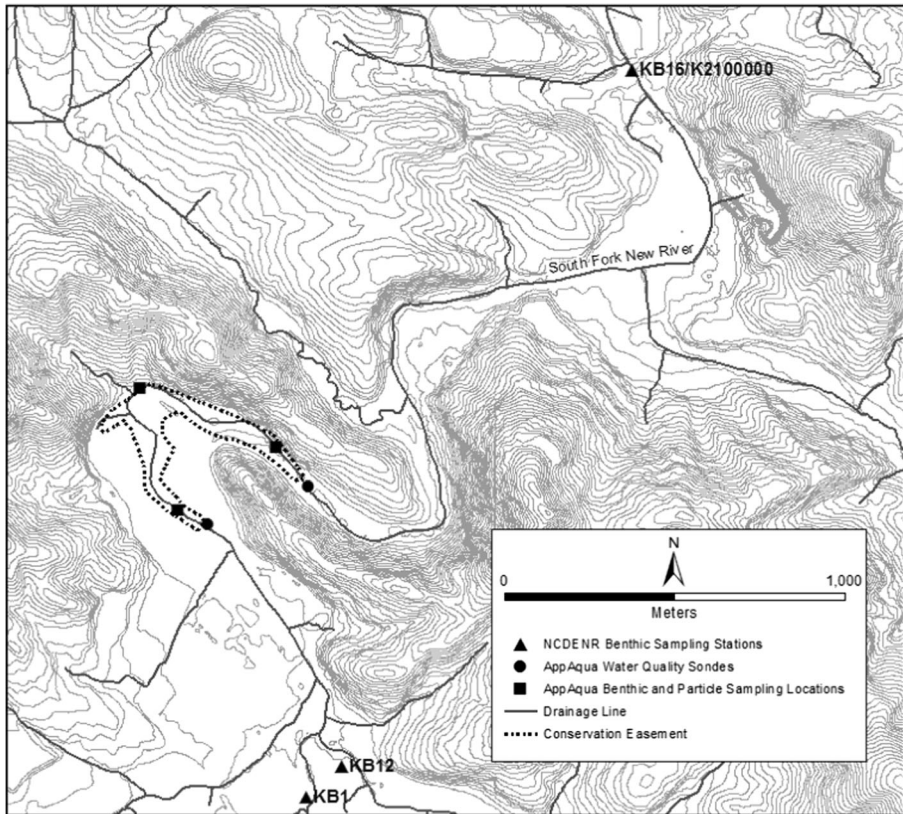 KB16/K2100000
South Fork New River
N
0 1,000
Meters
NCDENR Benthic Sampling Stations
AppAqua Water Quality Sondes
AppAqua Benthic and Particle Sampling Locations
Drainage Line
Conservation Easement
KB12
KB1